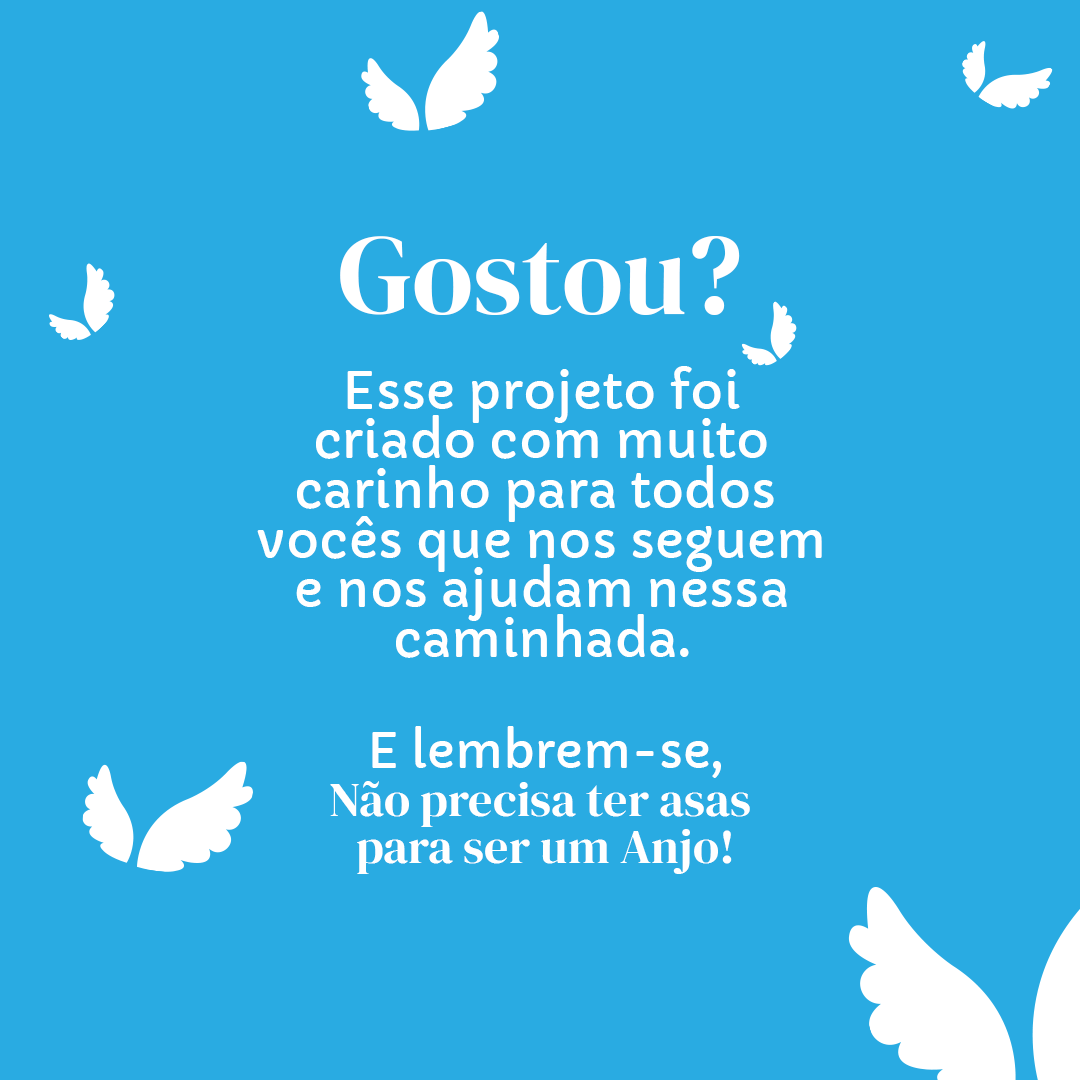 Gostou?
Esse projeto foi
criado com muito
carinho para todos
vocês que nos seguem
e nos ajudam nessa
caminhada.
E lembrem-se,
Não precisa ter asas
para ser um Anjo!